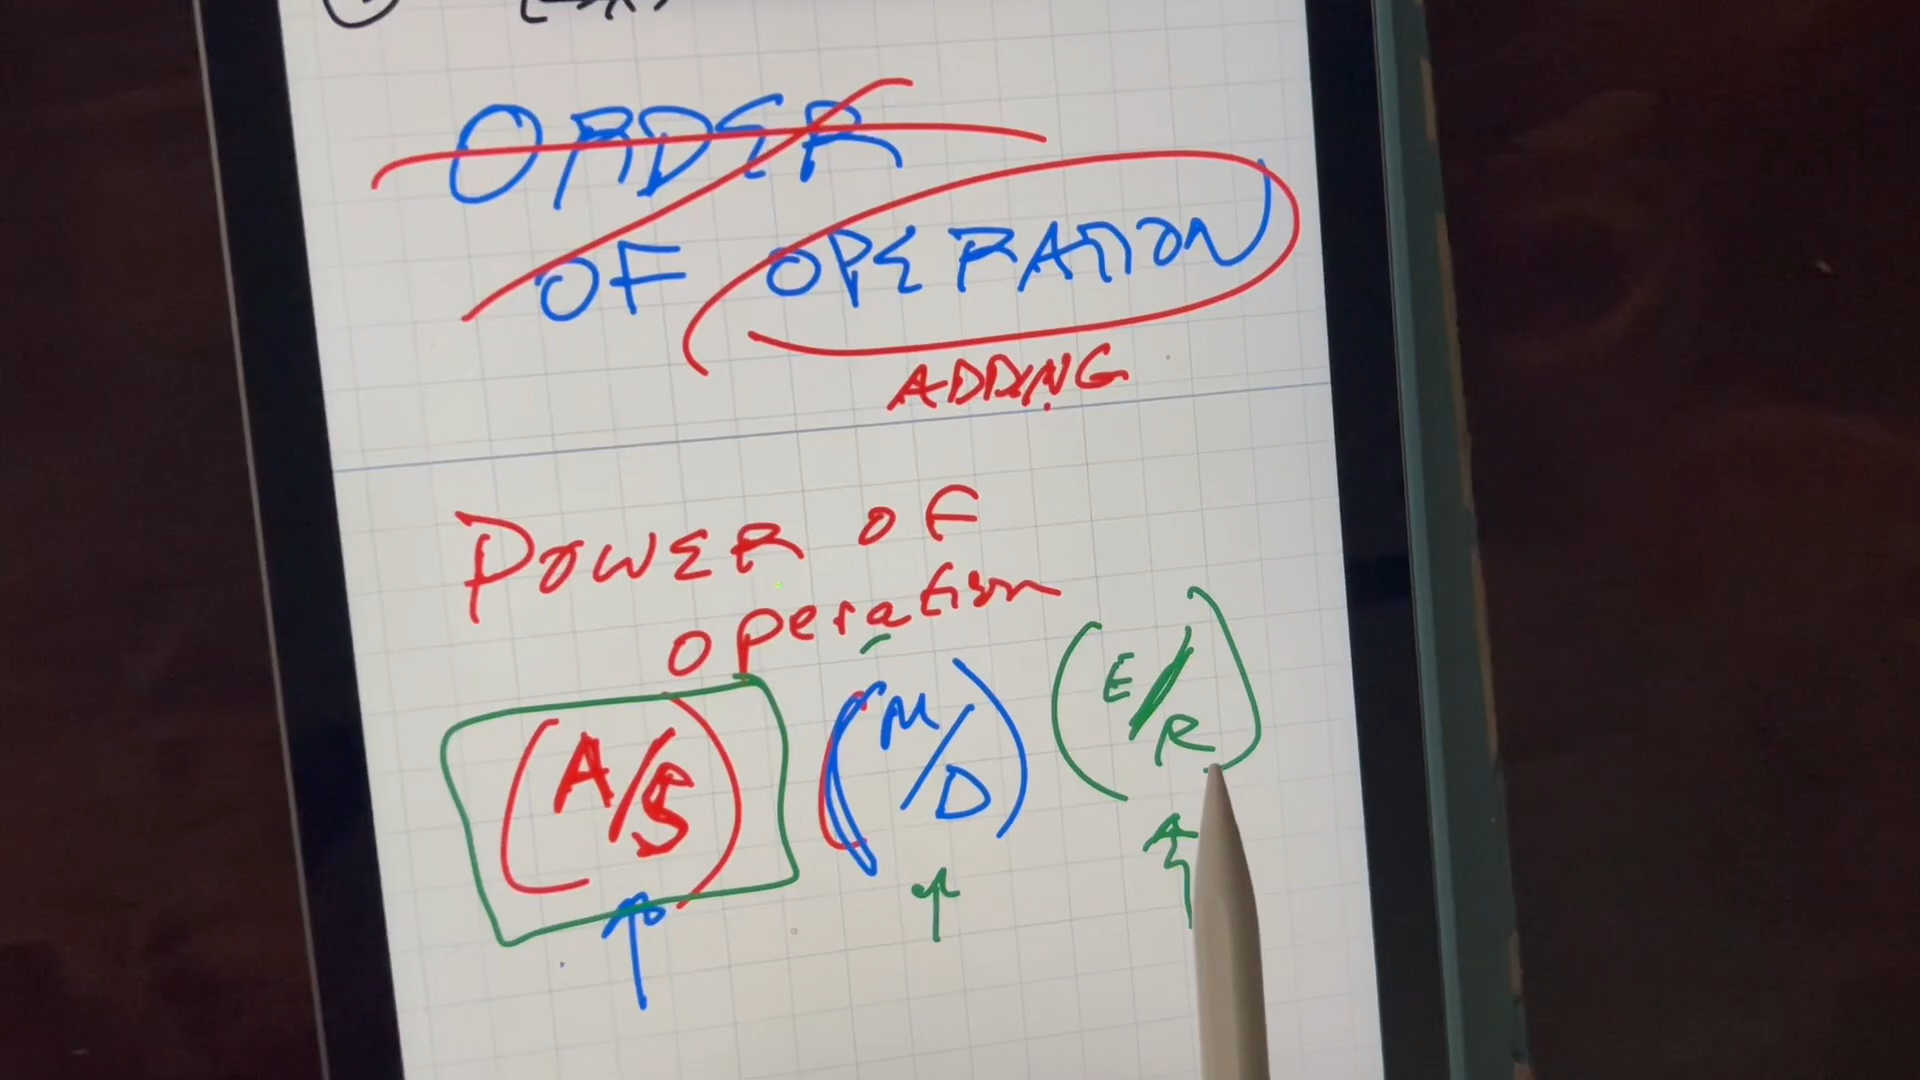 ORDER
OF OPERATION
ADDING
POWER OF
operation
(A/S) (M/D) (E/R)